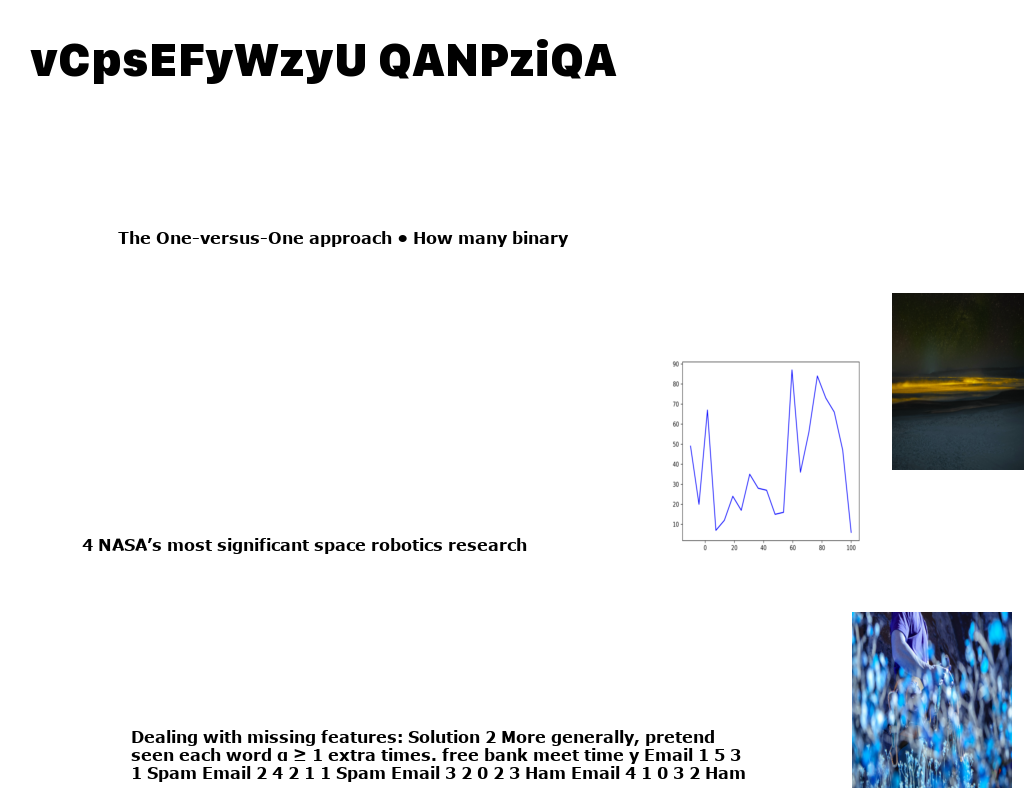 vCpsEFyWzyU QANPziQA
The One-versus-One approach • How many binary
90
80
70
60
50
40
30
20
10
0 20 40 60 80 100
4 NASA’s most significant space robotics research
Dealing with missing features: Solution 2 More generally, pretend
seen each word ɑ ≥ 1 extra times. free bank meet time y Email 1 5 3
1 Spam Email 2 4 2 1 1 Spam Email 3 2 0 2 3 Ham Email 4 1 0 3 2 Ham